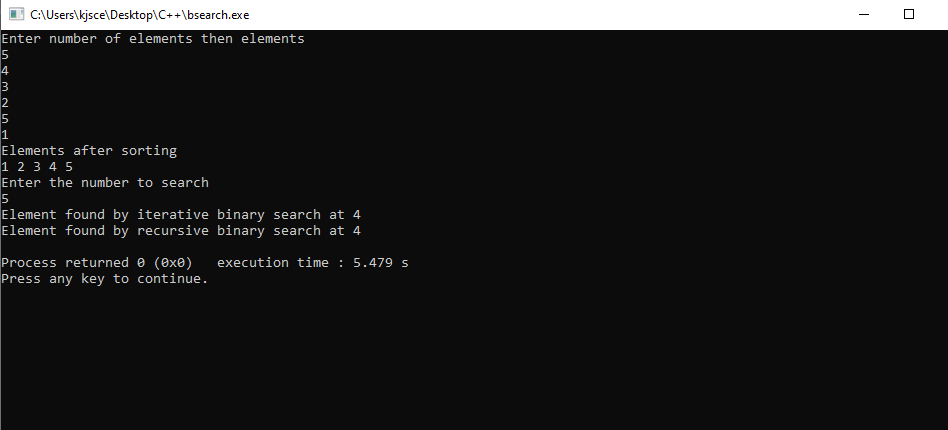 C:\Users\kjsce\Desktop\C++\bsearch.exe
Enter number of elements then elements
5
4
3
2
5
1
Elements after sorting
1 2 3 4 5
Enter the number to search
5
Element found by iterative binary search at 4
Element found by recursive binary search at 4
Process returned 0 (0x0)   execution time : 5.479 s
Press any key to continue.